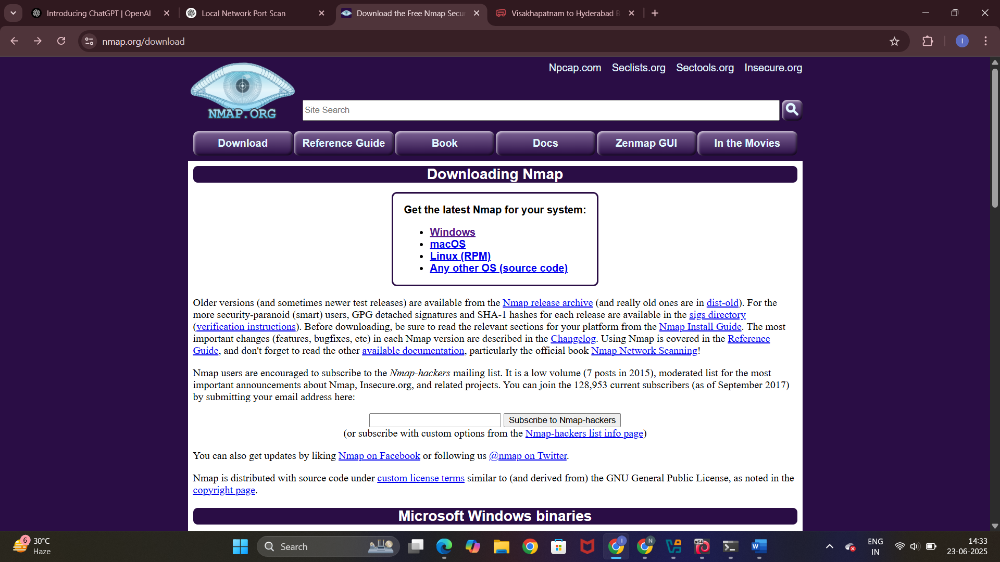 Introducing ChatGPT | OpenAI
Local Network Port Scan
Download the Free Nmap Secu
Visakhapatnam to Hyderabad B
nmap.org/download
I
Npcap.com Seclists.org Sectools.org Insecure.org
NMAP.ORG
Site Search
Download Reference Guide Book Docs Zenmap GUI In the Movies
Downloading Nmap
Get the latest Nmap for your system:
• Windows
• macOS
• Linux (RPM)
• Any other OS (source code)
Older versions (and sometimes newer test releases) are available from the Nmap release archive (and really old ones are in dist-old). For the
more security-paranoid (smart) users, GPG detached signatures and SHA-1 hashes for each release are available in the sigs directory
(verification instructions). Before downloading, be sure to read the relevant sections for your platform from the Nmap Install Guide. The most
important changes (features, bugfixes, etc) in each Nmap version are described in the Changelog. Using Nmap is covered in the Reference
Guide, and don't forget to read the other available documentation, particularly the official book Nmap Network Scanning!
Nmap users are encouraged to subscribe to the Nmap-hackers mailing list. It is a low volume (7 posts in 2015), moderated list for the most
important announcements about Nmap, Insecure.org, and related projects. You can join the 128,953 current subscribers (as of September 2017)
by submitting your email address here:
Subscribe to Nmap-hackers
(or subscribe with custom options from the Nmap-hackers list info page)
You can also get updates by liking Nmap on Facebook or following us @nmap on Twitter.
Nmap is distributed with source code under custom license terms similar to (and derived from) the GNU General Public License, as noted in the
copyright page.
Microsoft Windows binaries
6
30°C
Haze
Search
I
N
x64
W
ENG
IN
14:33
23-06-2025